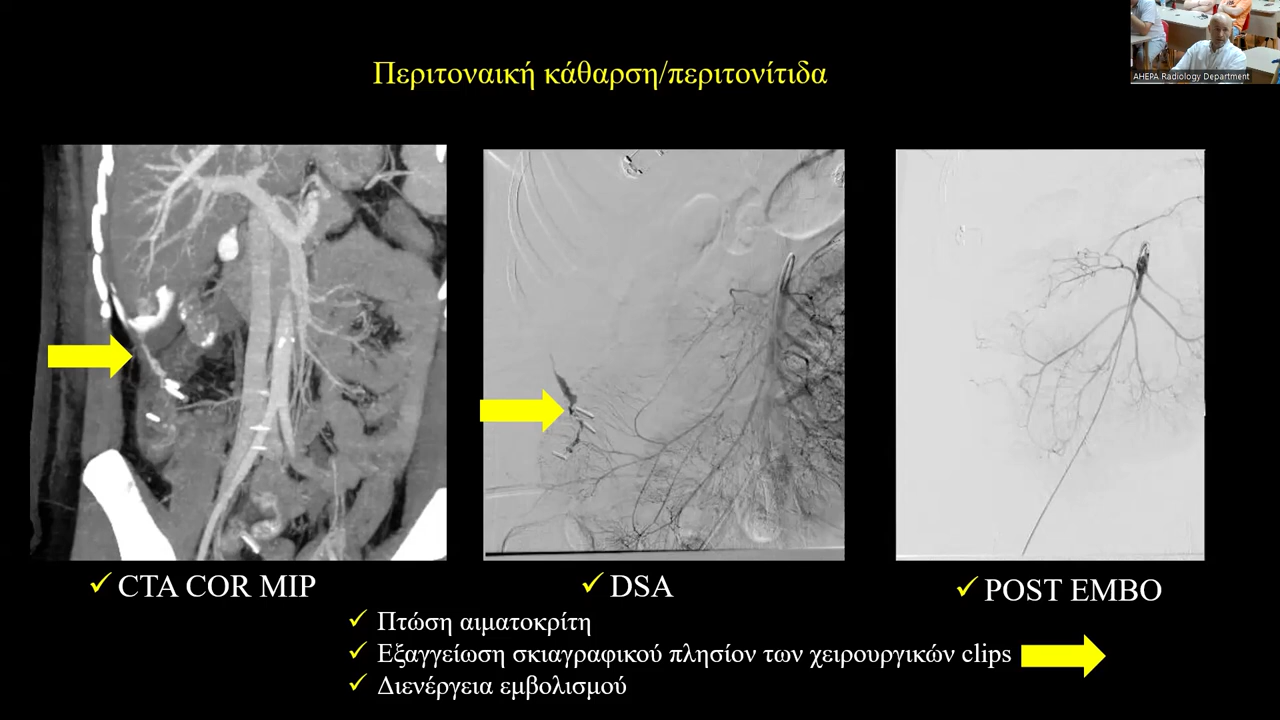 Περιτοναική κάθαρση/περιτονίτιδα
AHEPA Radiology Department
CTA COR MIP
DSA
POST EMBO
Πτώση αιματοκρίτη
Εξαγγείωση σκιαγραφικού πλησίον των χειρουργικών clips
Διενέργεια εμβολισμού